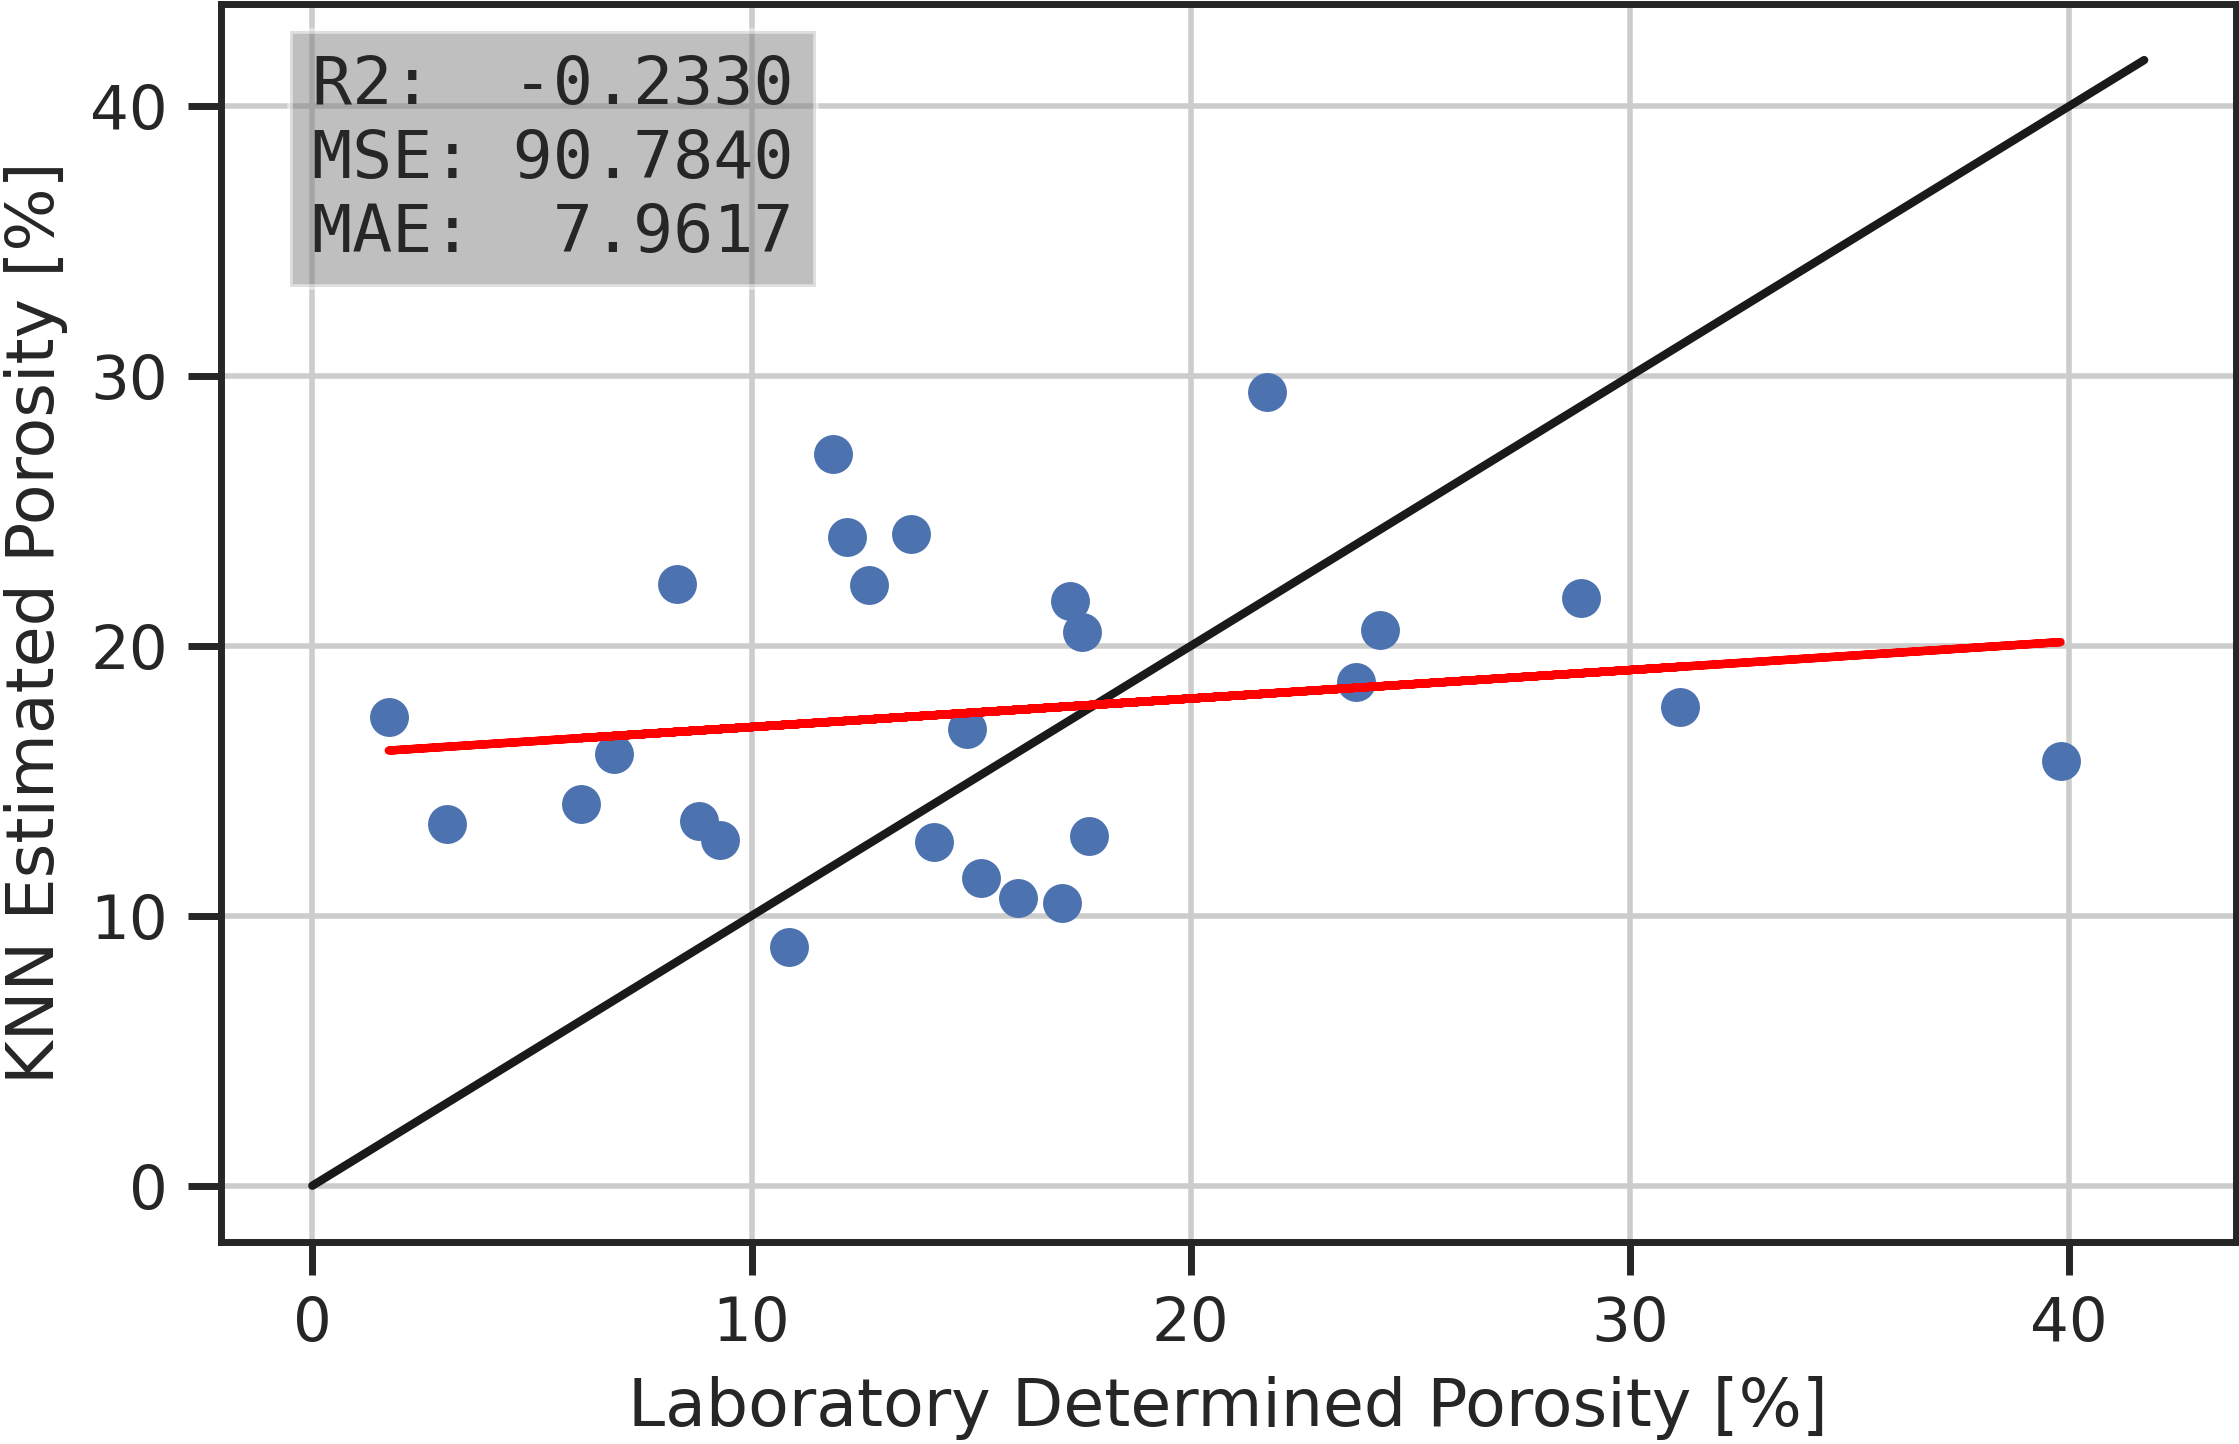 R2: -0.2330
MSE: 90.7840
MAE: 7.9617
KNN Estimated Porosity [%]
40
30
20
10
0
0 10 20 30 40
Laboratory Determined Porosity [%]